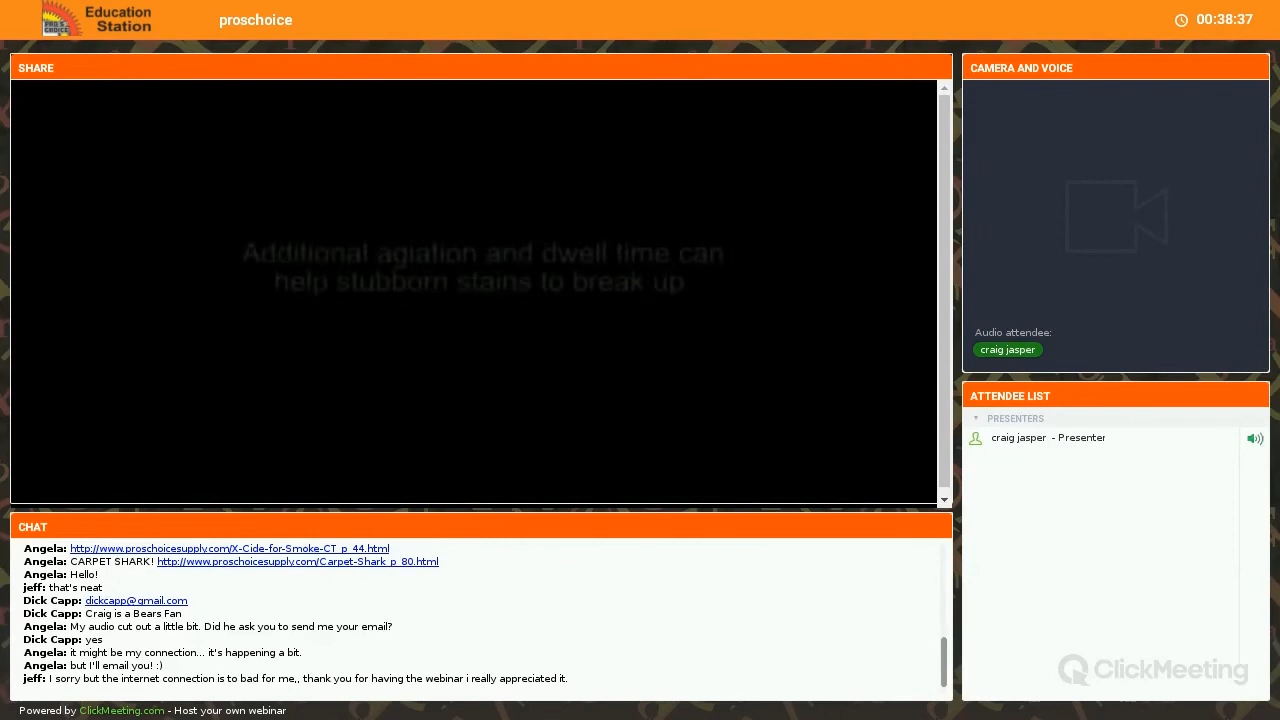 Education
Station
PRO'S
CHOICE
proschoice
00:38:37
SHARE
Additional agiation and dwell time can
help stubborn stains to break up
CAMERA AND VOICE
Audio attendee:
craig jasper
ATTENDEE LIST
PRESENTERS
craig jasper - Presenter
CHAT
Angela: http://www.proschoicesupply.com/X-Cide-for-Smoke-CT_p_44.html
Angela: CARPET SHARK! http://www.proschoicesupply.com/Carpet-Shark_p_80.html
Angela: Hello!
jeff: that's neat
Dick Capp: dickcapp@gmail.com
Dick Capp: Craig is a Bears Fan
Angela: My audio cut out a little bit. Did he ask you to send me your email?
Dick Capp: yes
Angela: it might be my connection... it's happening a bit.
Angela: but I'll email you! :)
jeff: I sorry but the internet connection is to bad for me,, thank you for having the webinar i really appreciated it.
ClickMeeting
Powered by ClickMeeting.com - Host your own webinar